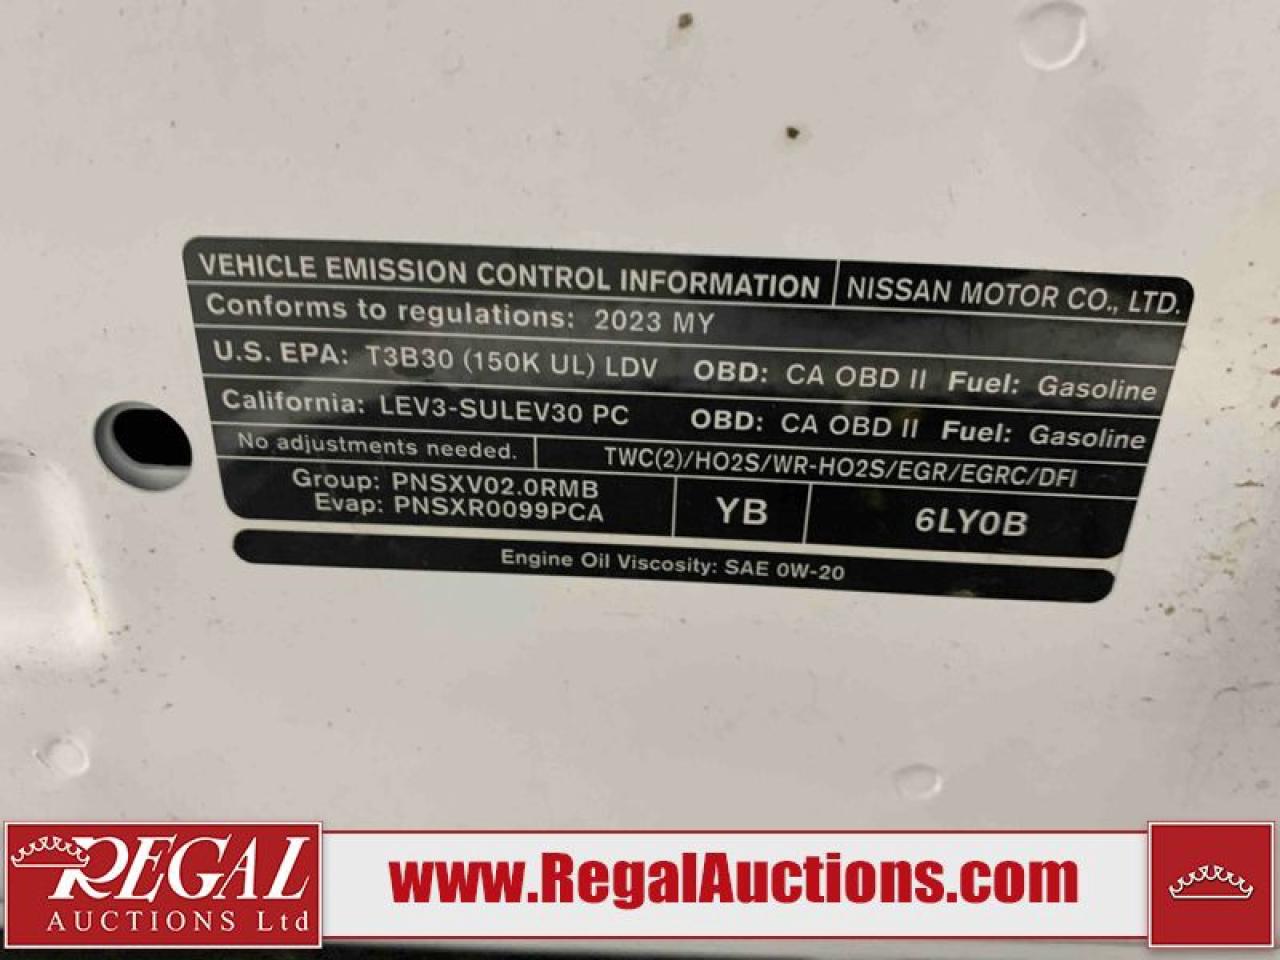 VEHICLE EMISSION CONTROL INFORMATION NISSAN MOTOR CO., LTD.
Conforms to regulations: 2023 MY
U.S. EPA: T3B30 (150K UL) LDV OBD: CA OBD II Fuel: Gasoline
California: LEV3-SULEV30 PC OBD: CA OBD II Fuel: Gasoline
No adjustments needed. TWC(2)/HO2S/WR-HO2S/EGR/EGRC/DFI
Group: PNSXV02.0RMB
Evap: PNSXR0099PCA
YB
6LY0B
Engine Oil Viscosity: SAE 0W-20
REGAL
AUCTIONS Ltd
www.RegalAuctions.com